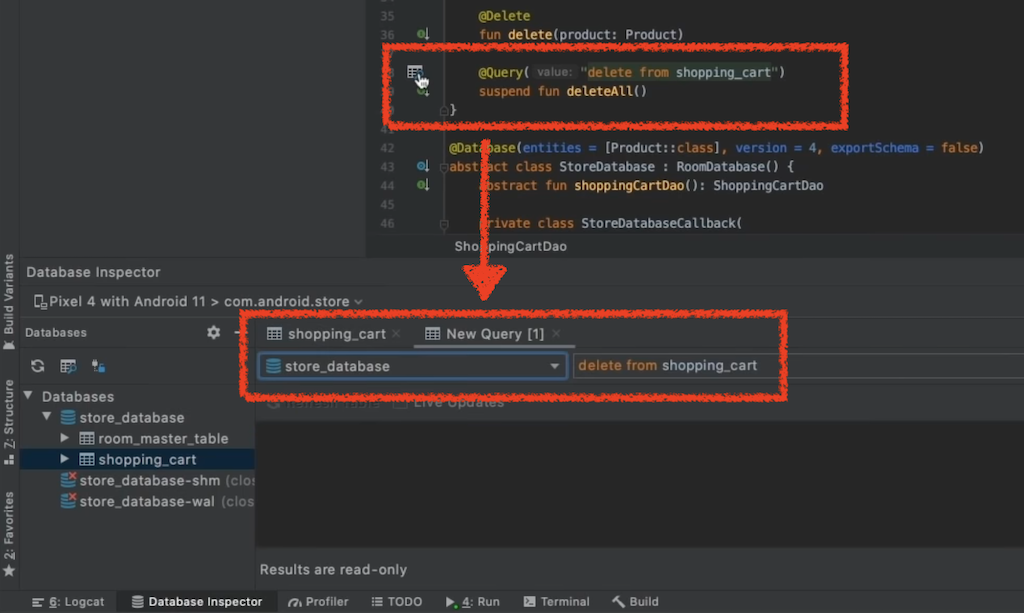 35 @Delete
36 fun delete(product: Product)
@Query( value: "delete from shopping_cart")
suspend fun deleteAll()
}
42 @Database(entities = [Product::class], version = 4, exportSchema = false)
43 abstract class StoreDatabase : RoomDatabase() {
44 abstract fun shoppingCartDao(): ShoppingCartDao
45
46 private class StoreDatabaseCallback(
ShoppingCartDao
Build Variants
Database Inspector
Pixel 4 with Android 11 > com.android.store
Databases
shopping_cart
New Query [1]
store_database
delete from shopping_cart
Refresh Table
Live Updates
Z: Structure
Databases
store_database
room_master_table
shopping_cart
store_database-shm (clos
store_database-wal (clos
2: Favorites
Results are read-only
6: Logcat
Database Inspector
Profiler
TODO
4: Run
Terminal
Build